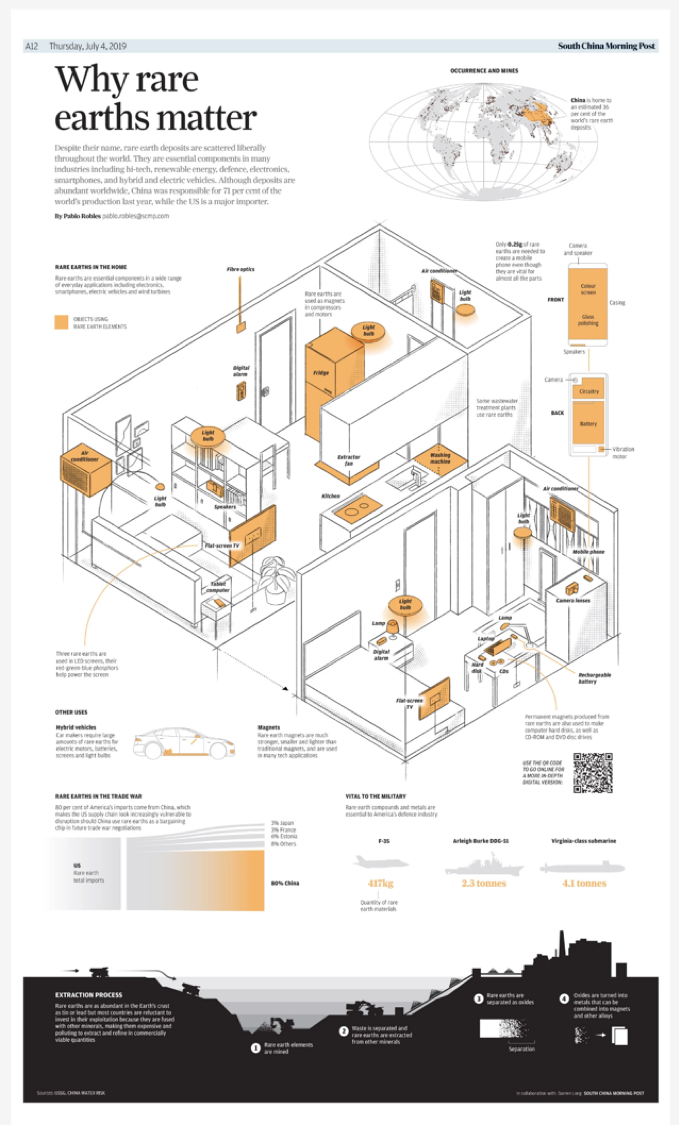 A12 Thursday, July 4, 2019
South China Morning Post
Why rare
earths matter
Despite their name, rare earth deposits are scattered liberally
throughout the world. They are essential components in many
industries including hi-tech, renewable energy, defence, electronics,
smartphones, and hybrid and electric vehicles. Although deposits are
abundant worldwide, China was responsible for 71 per cent of the
world's production last year, while the US is a major importer.
By Pablo Robles pablo.robles@scmp.com
OCCURRENCE AND MINES
China is home to
an estimated 36
per cent of the
world's rare earth
deposits
RARE EARTHS IN THE HOME
Rare earths are essential components in a wide range
of everyday applications including electronics,
smartphones, electric vehicles and wind turbines
OBJECTS USING
RARE EARTH ELEMENTS
Fibre optics
Rare earths are
used as magnets
in compressors
and motors
Air conditioner
Light
bulb
Only 0.25g of rare
earths are needed to
create a mobile
phone even though
they are vital for
almost all the parts
Camera
and speaker
Colour
screen
FRONT
Casing
Glass
polishing
Speakers
Camera
Circuitry
BACK
Battery
Vibration
motor
Light
bulb
Fridge
Digital
alarm
Some wastewater
treatment plants
use rare earths
Light
bulb
Air
conditioner
Extractor
fan
Washing
machine
Light
bulb
Speakers
Kitchen
Air conditioner
Light
bulb
Flat-screen TV
Mobile phone
Tablet
computer
Light
bulb
Camera lenses
Lamp
Lamp
Digital
alarm
Laptop
Hard
disk
CDs
Rechargeable
battery
Flat-screen
TV
Three rare earths are
used in LED screens, their
red-green-blue phosphors
help power the screen
Permanent magnets produced from
rare earths are also used to make
computer hard disks, as well as
CD-ROM and DVD disc drives
OTHER USES
Hybrid vehicles
Car makers require large
amounts of rare earths for
electric motors, batteries,
screens and light bulbs
Magnets
Rare earth magnets are much
stronger, smaller and lighter than
traditional magnets, and are used
in many tech applications
USE THE QR CODE
TO GO ONLINE FOR
A MORE IN-DEPTH
DIGITAL VERSION:
RARE EARTHS IN THE TRADE WAR
80 per cent of America's imports come from China, which
makes the US supply chain look increasingly vulnerable to
disruption should China use rare earths as a bargaining
chip in future trade war negotiations
US
Rare earth
total imports
3% Japan
3% France
6% Estonia
8% Others
80% China
VITAL TO THE MILITARY
Rare earth compounds and metals are
essential to America's defence industry
F-35
Arleigh Burke DDG-51
Virginia-class submarine
417kg
2.3 tonnes
4.1 tonnes
Quantity of rare
earth materials
EXTRACTION PROCESS
Rare earths are as abundant in the Earth's crust
as tin or lead but most countries are reluctant to
invest in their exploitation because they are fused
with other minerals, making them expensive and
polluting to extract and refine in commercially
viable quantities
1 Rare earth elements
are mined
2 Waste is separated and
rare earths are extracted
from other minerals
3 Rare earths are
separated as oxides
Separation
4 Oxides are turned into
metals that can be
combined into magnets
and other alloys
Sources: USGS, CHINA WATER RISK
In collaboration with: Darren Long SOUTH CHINA MORNING POST